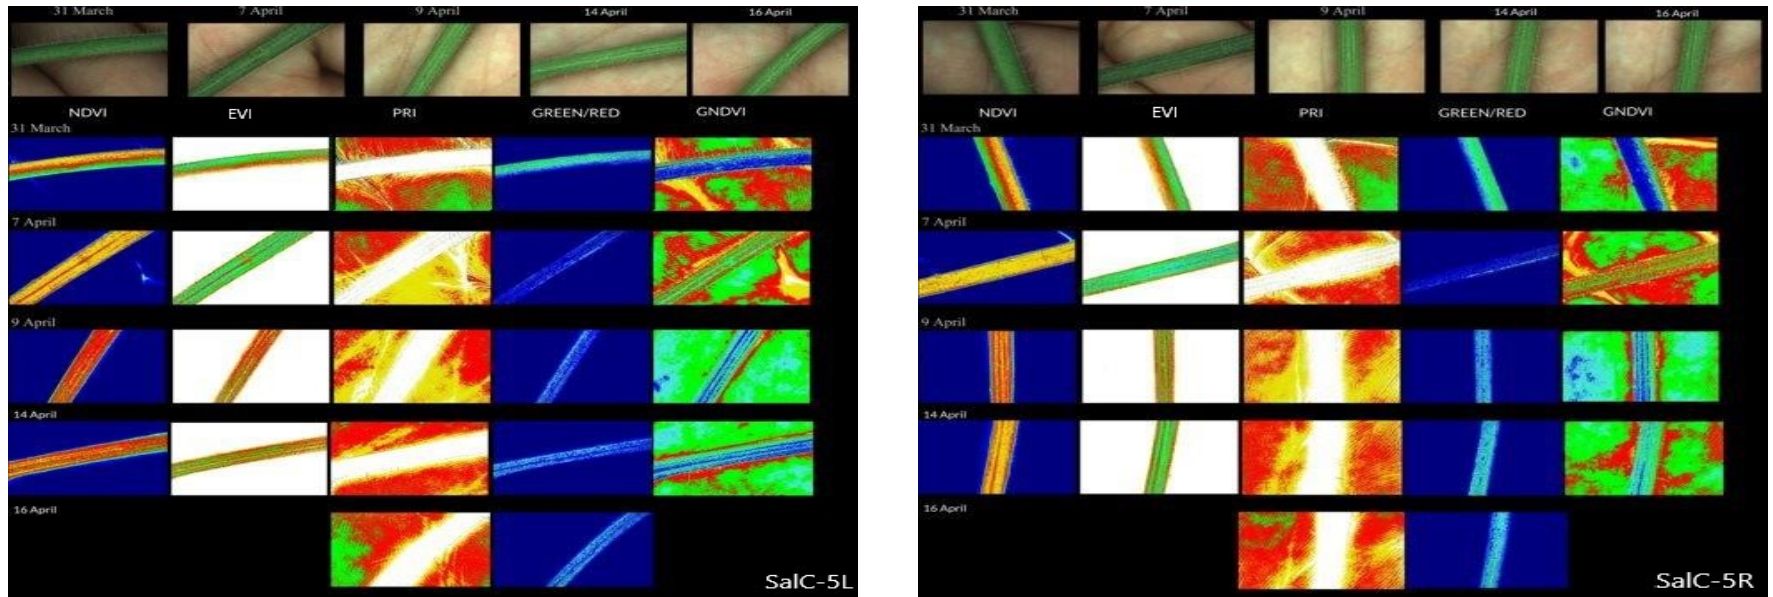 31 March 7 April 9 April 14 April 16 April
NDVI EVI PRI GREEN/RED GNDVI
31 March
7 April
9 April
14 April
16 April
SalC-5L
31 March 7 April 9 April 14 April 16 April
NDVI EVI PRI GREEN/RED GNDVI
31 March
7 April
9 April
14 April
16 April
SalC-5R